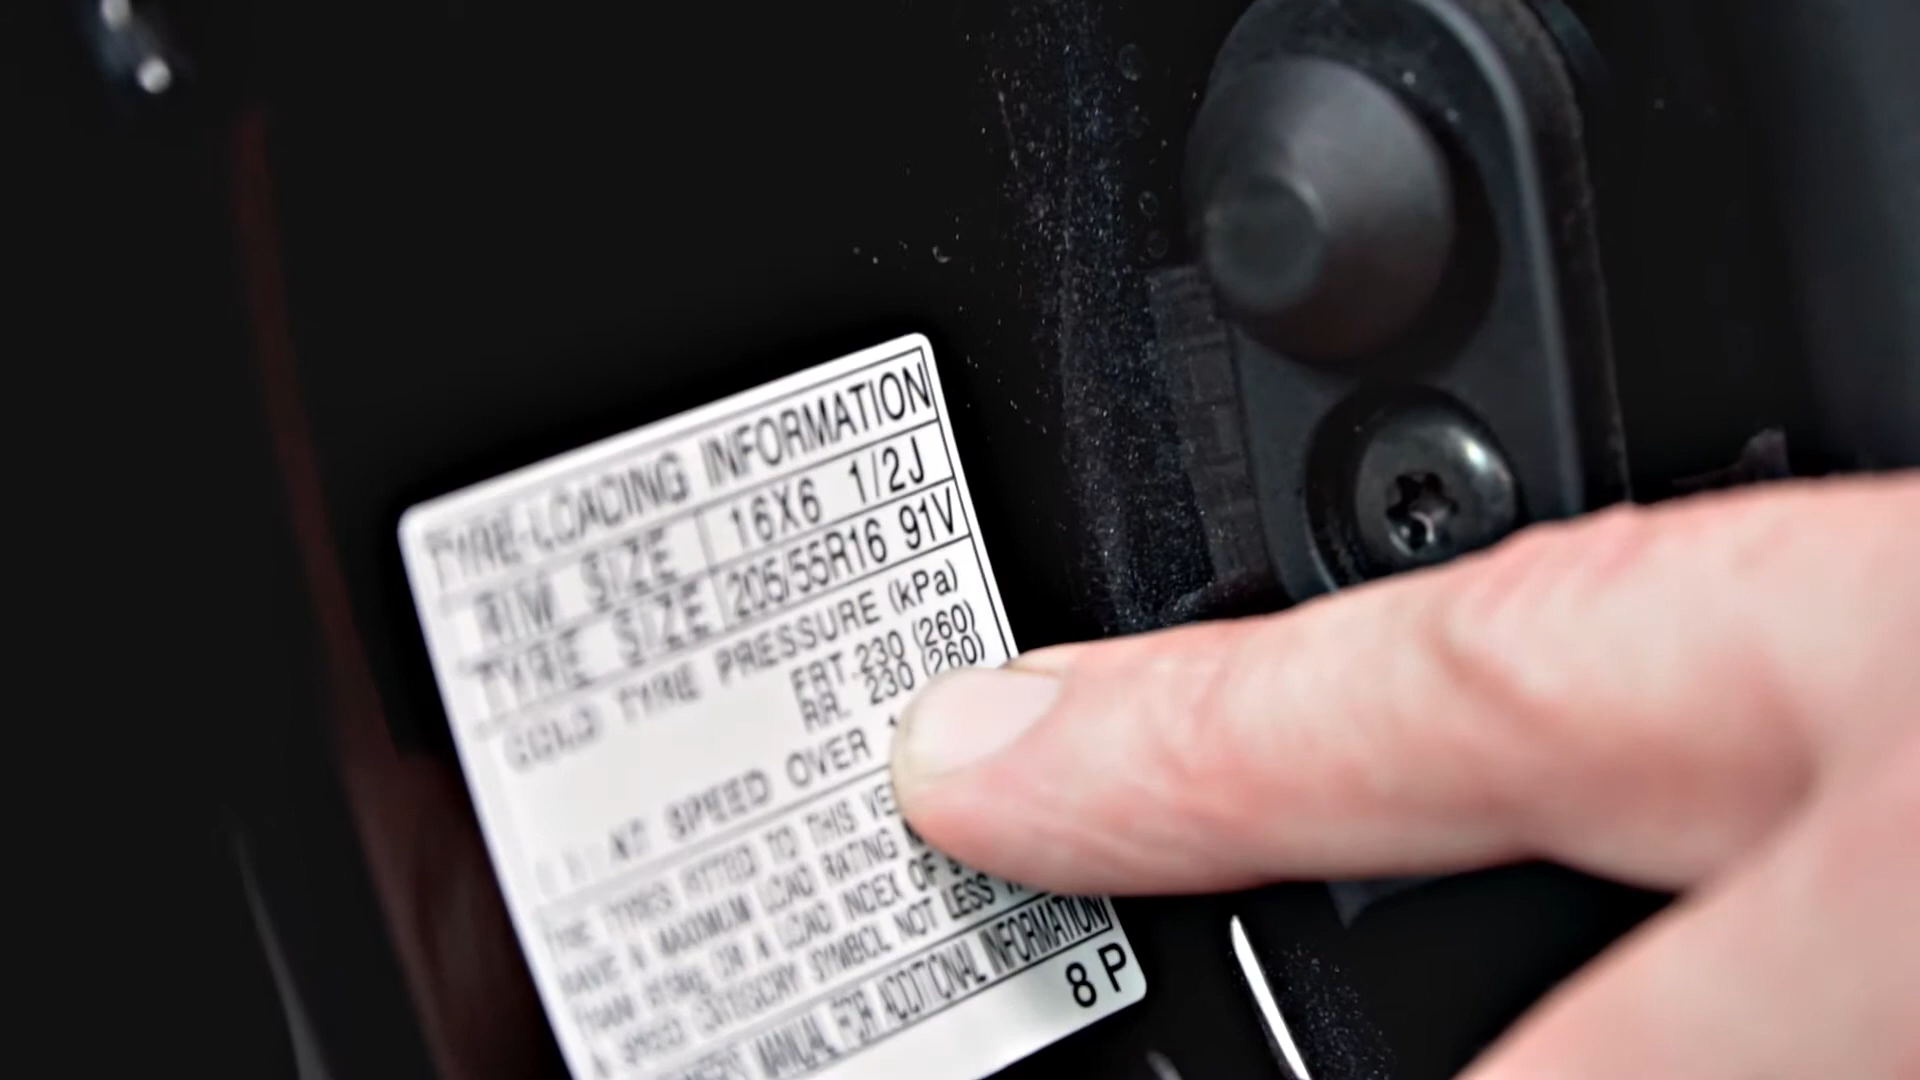 TYRE-LOADING INFORMATION
RIM SIZE 16X6 1/2J
TYRE SIZE 205/55R16 91V
COLD TYRE PRESSURE (kPa)
FRT. 230 (260)
RR. 230 (260)
AT SPEED OVER
THE TYRES FITTED TO THIS
HAVE A MAXIMUM LOAD RATING
THAN OR A LOAD INDEX OF
A SPEED CATEGORY SYMBOL NOT LESS
MANUAL FOR ADDITIONAL INFORMATION
8 P